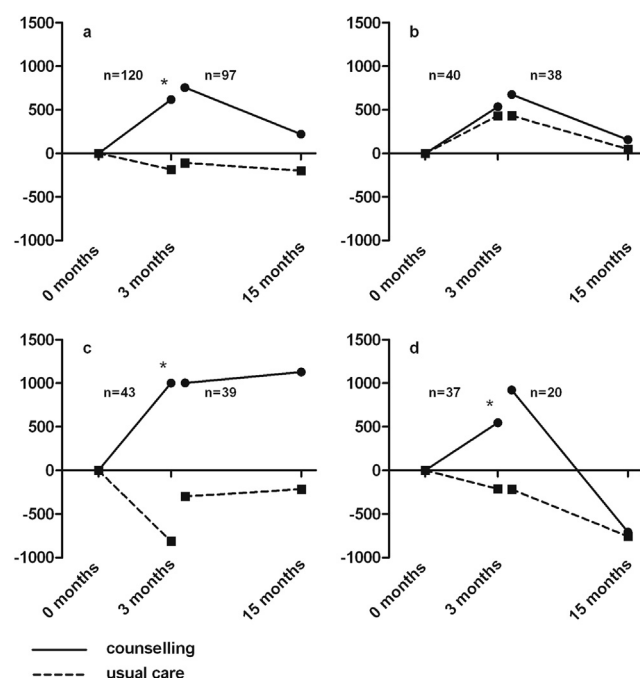 1500
1000
500
0
-500
-1000
a
n=120
*
n=97
0 months
3 months
15 months
1500
1000
500
0
-500
-1000
b
n=40
n=38
0 months
3 months
15 months
1500
1000
500
0
-500
-1000
c
*
n=43
n=39
0 months
3 months
15 months
1500
1000
500
0
-500
-1000
d
n=37
*
n=20
0 months
3 months
15 months
counselling
usual care